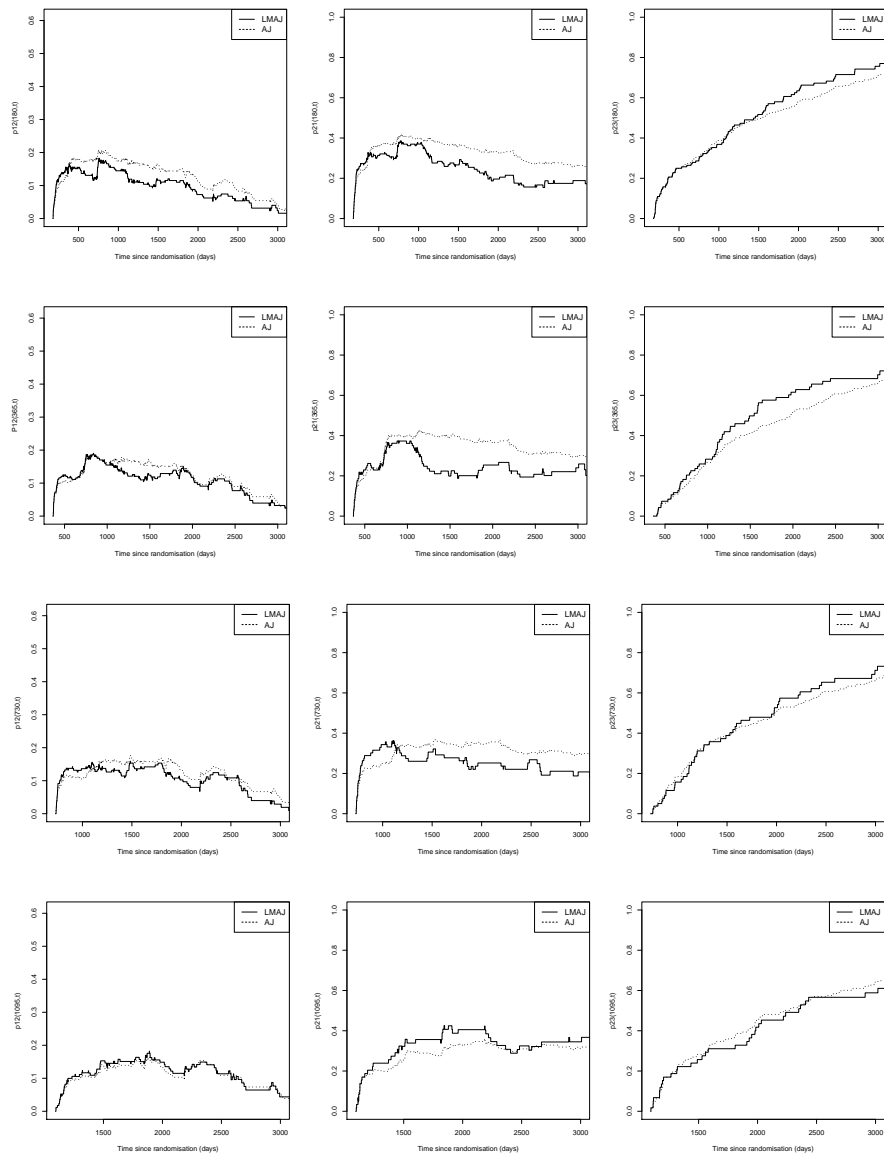 p12(180,t)
0.0 0.1 0.2 0.3 0.4 0.5 0.6
LMAJ
AJ
500 1000 1500 2000 2500 3000
Time since randomisation (days)
p21(180,t)
0.0 0.2 0.4 0.6 0.8 1.0
LMAJ
AJ
500 1000 1500 2000 2500 3000
Time since randomisation (days)
p23(180,t)
0.0 0.2 0.4 0.6 0.8 1.0
LMAJ
AJ
500 1000 1500 2000 2500 3000
Time since randomisation (days)
P12(365,t)
0.0 0.1 0.2 0.3 0.4 0.5 0.6
LMAJ
AJ
500 1000 1500 2000 2500 3000
Time since randomisation (days)
p21(365,t)
0.0 0.2 0.4 0.6 0.8 1.0
LMAJ
AJ
500 1000 1500 2000 2500 3000
Time since randomisation (days)
p23(365,t)
0.0 0.2 0.4 0.6 0.8 1.0
LMAJ
AJ
500 1000 1500 2000 2500 3000
Time since randomisation (days)
p12(730,t)
0.0 0.1 0.2 0.3 0.4 0.5 0.6
LMAJ
AJ
1000 1500 2000 2500 3000
Time since randomisation (days)
p21(730,t)
0.0 0.2 0.4 0.6 0.8 1.0
LMAJ
AJ
1000 1500 2000 2500 3000
Time since randomisation (days)
p23(730,t)
0.0 0.2 0.4 0.6 0.8 1.0
LMAJ
AJ
1000 1500 2000 2500 3000
Time since randomisation (days)
p12(1095,t)
0.0 0.1 0.2 0.3 0.4 0.5 0.6
LMAJ
AJ
1500 2000 2500 3000
Time since randomisation (days)
p21(1095,t)
0.0 0.2 0.4 0.6 0.8 1.0
LMAJ
AJ
1500 2000 2500 3000
Time since randomisation (days)
p23(1095,t)
0.0 0.2 0.4 0.6 0.8 1.0
LMAJ
AJ
1500 2000 2500 3000
Time since randomisation (days)